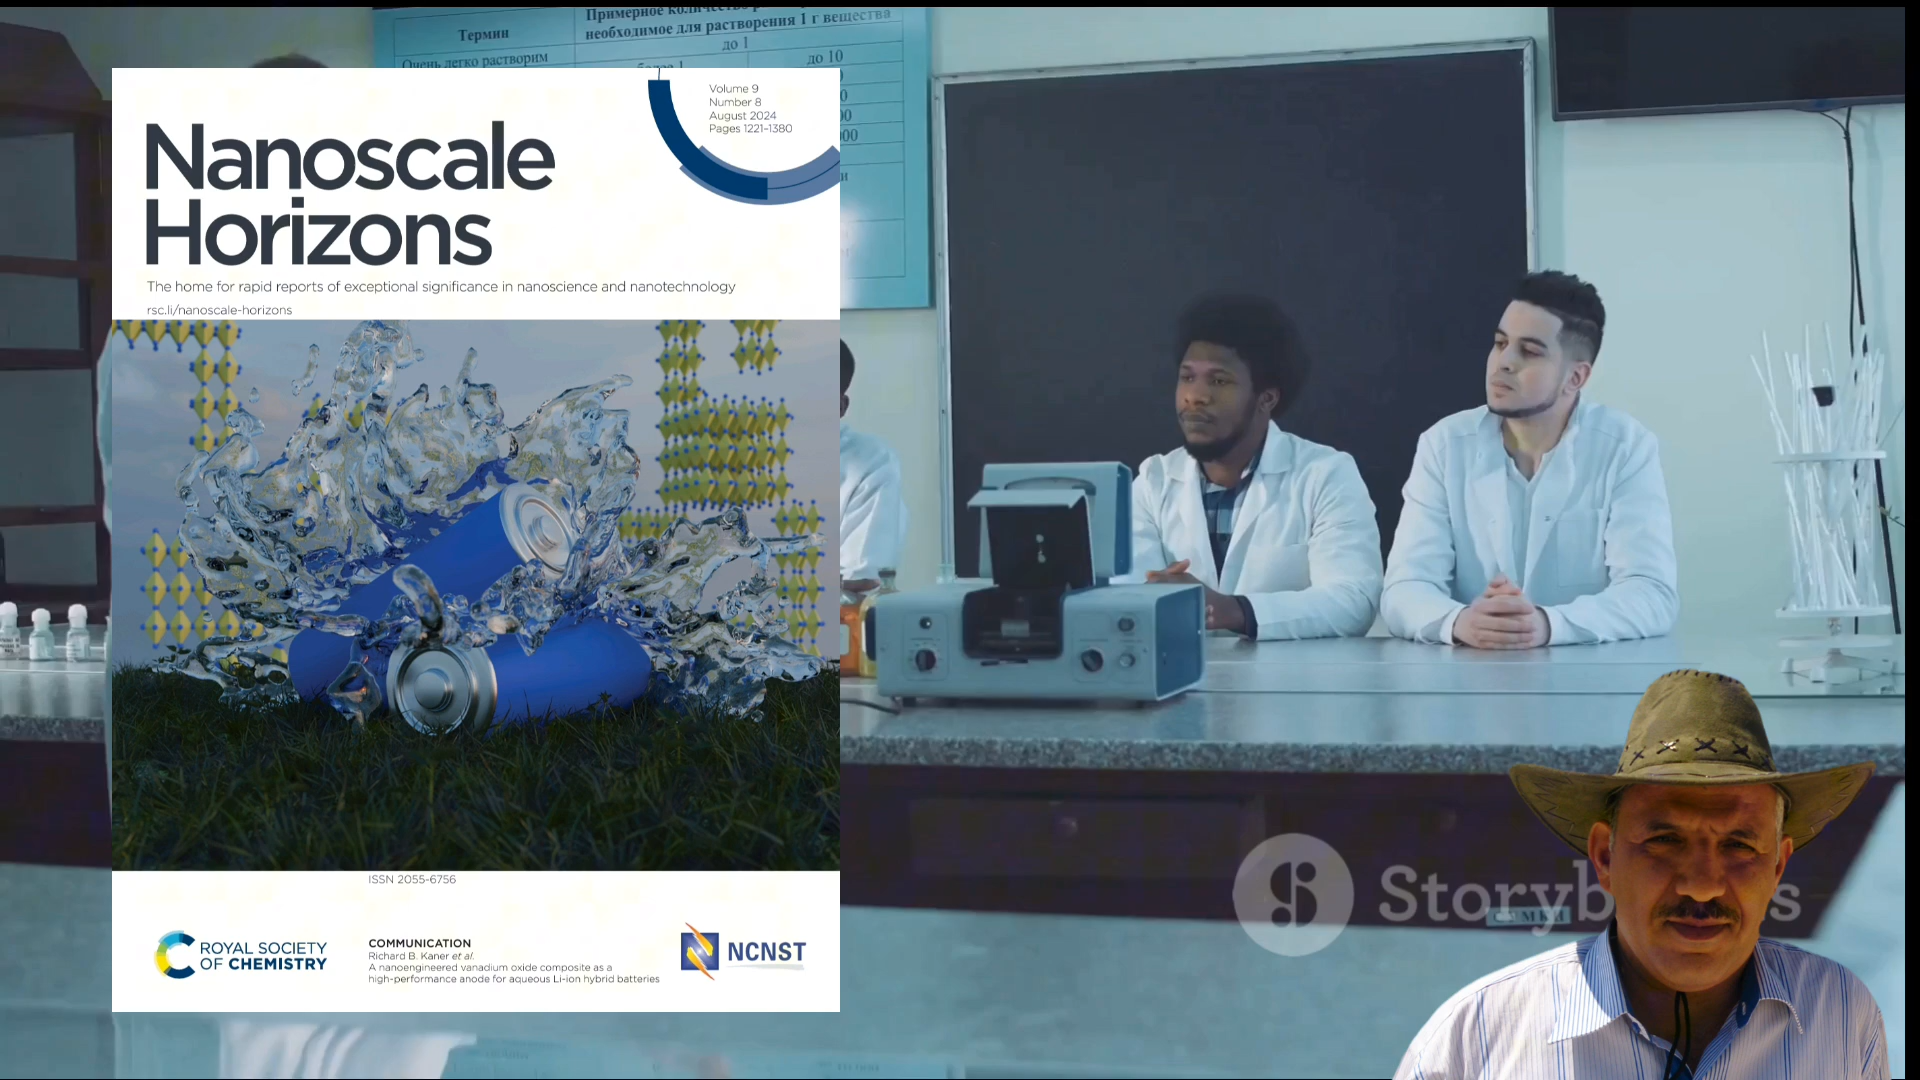 Примерное
необходимое для растворения 1 г вещества
Термин
до 1
Очень легко растворим
до 10
Volume 9
Number 8
August 2024
Pages 1221–1380
Nanoscale
Horizons
The home for rapid reports of exceptional significance in nanoscience and nanotechnology
rsc.li/nanoscale-horizons
ISSN 2055-6756
ROYAL SOCIETY
OF CHEMISTRY
COMMUNICATION
Richard B. Kaner et al.
A nanoengineered vanadium oxide composite as a
high-performance anode for aqueous Li-ion hybrid batteries
NCNST